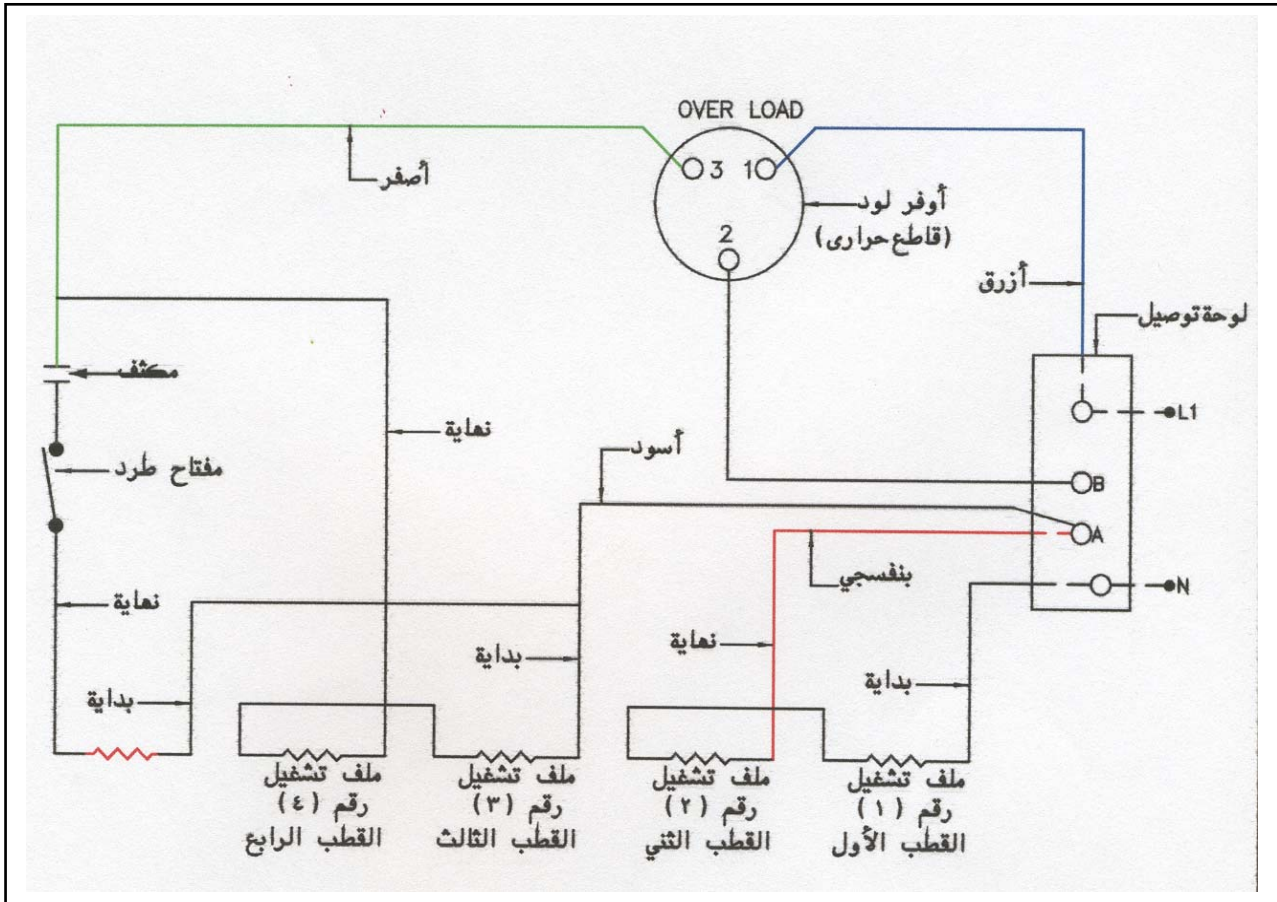 OVER LOAD
3
1
2
أصفر
أوفر لود
(قاطع حرارى)
أزرق
لوحة توصيل
مكثف
L1
نهاية
أسود
مفتاح طرد
B
A
بنفسجي
N
نهاية
نهاية
بداية
بداية
بداية
ملف تشغيل
رقم (٤)
القطب الرابع
ملف تشغيل
رقم (٣)
القطب الثالث
ملف تشغيل
رقم (٢)
القطب الثني
ملف تشغيل
رقم (١)
القطب الأول